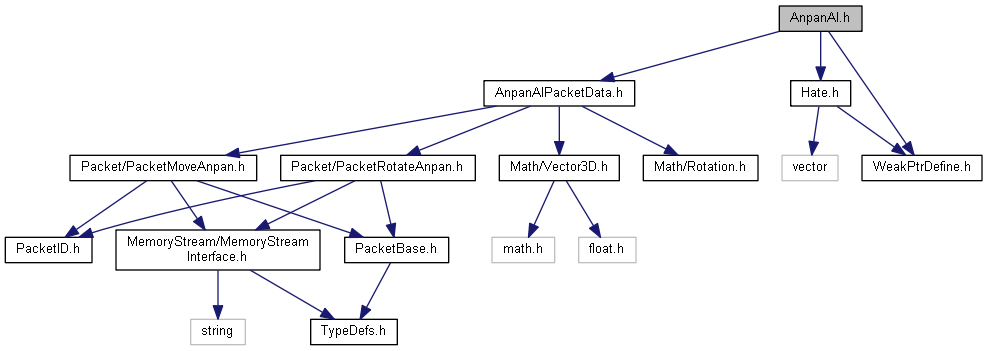 AnpanAI.h
AnpanAIPacketData.h
Hate.h
Packet/PacketMoveAnpan.h
Packet/PacketRotateAnpan.h
Math/Vector3D.h
Math/Rotation.h
vector
WeakPtrDefine.h
PacketID.h
MemoryStream/MemoryStream
Interface.h
PacketBase.h
math.h
float.h
string
TypeDefs.h